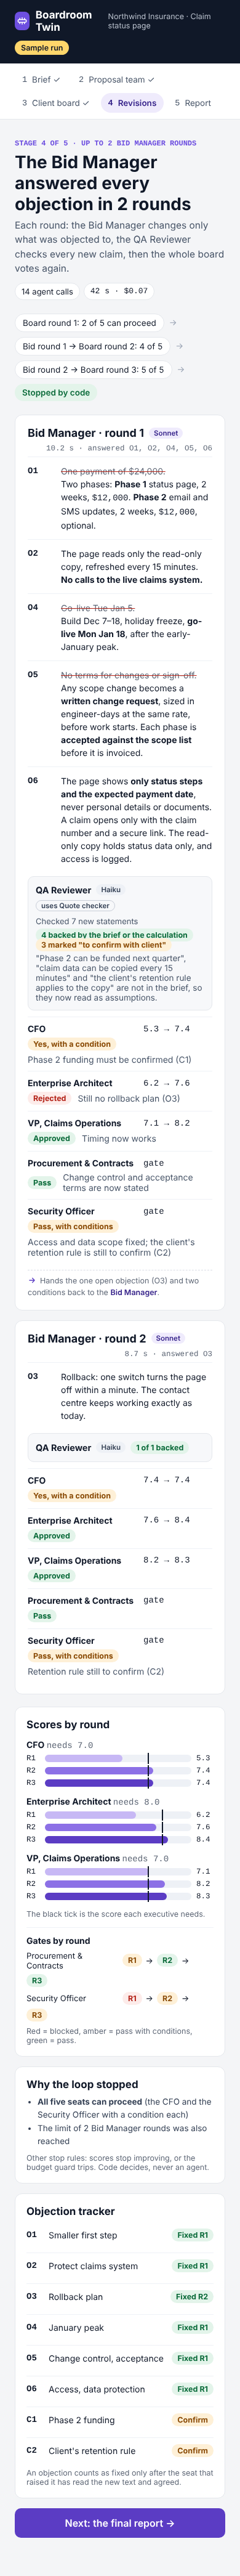 Boardroom Twin
Northwind Insurance · Claim status page
Sample run
1 Brief ✓
2 Proposal team ✓
3 Client board ✓
4 Revisions
5 Report
STAGE 4 OF 5 · UP TO 2 BID MANAGER ROUNDS
The Bid Manager
answered every
objection in 2 rounds
Each round: the Bid Manager changes only
what was objected to, the QA Reviewer
checks every new claim, then the whole board
votes again.
14 agent calls
42 s · $0.07
Board round 1: 2 of 5 can proceed →
Bid round 1 → Board round 2: 4 of 5 →
Bid round 2 → Board round 3: 5 of 5 →
Stopped by code
Bid Manager · round 1 Sonnet
10.2 s · answered O1, O2, O4, O5, O6
O1
One payment of $24,000.
Two phases: Phase 1 status page, 2
weeks, $12,000. Phase 2 email and
SMS updates, 2 weeks, $12,000,
optional.
O2
The page reads only the read-only
copy, refreshed every 15 minutes.
No calls to the live claims system.
O4
Go-live Tue Jan 5.
Build Dec 7–18, holiday freeze, go-
live Mon Jan 18, after the early-
January peak.
O5
No terms for changes or sign-off.
Any scope change becomes a
written change request, sized in
engineer-days at the same rate,
before work starts. Each phase is
accepted against the scope list
before it is invoiced.
O6
The page shows only status steps
and the expected payment date,
never personal details or documents.
A claim opens only with the claim
number and a secure link. The read-
only copy holds status data only, and
access is logged.
QA Reviewer Haiku
uses Quote checker
Checked 7 new statements
4 backed by the brief or the calculation
3 marked "to confirm with client"
"Phase 2 can be funded next quarter",
"claim data can be copied every 15
minutes" and "the client's retention rule
applies to the copy" are not in the brief, so
they now read as assumptions.
CFO 5.3 → 7.4
Yes, with a condition
Phase 2 funding must be confirmed (C1)
Enterprise Architect 6.2 → 7.6
Rejected Still no rollback plan (O3)
VP, Claims Operations 7.1 → 8.2
Approved Timing now works
Procurement & Contracts gate
Pass Change control and acceptance
terms are now stated
Security Officer gate
Pass, with conditions
Access and data scope fixed; the client's
retention rule is still to confirm (C2)
→ Hands the one open objection (O3) and two
conditions back to the Bid Manager.
Bid Manager · round 2 Sonnet
8.7 s · answered O3
O3
Rollback: one switch turns the page
off within a minute. The contact
centre keeps working exactly as
today.
QA Reviewer Haiku 1 of 1 backed
CFO 7.4 → 7.4
Yes, with a condition
Enterprise Architect 7.6 → 8.4
Approved
VP, Claims Operations 8.2 → 8.3
Approved
Procurement & Contracts gate
Pass
Security Officer gate
Pass, with conditions
Retention rule still to confirm (C2)
Scores by round
CFO needs 7.0
R1 5.3
R2 7.4
R3 7.4
Enterprise Architect needs 8.0
R1 6.2
R2 7.6
R3 8.4
VP, Claims Operations needs 7.0
R1 7.1
R2 8.2
R3 8.3
The black tick is the score each executive needs.
Gates by round
Procurement & Contracts R1 → R2 →
R3
Security Officer R1 → R2 →
R3
Red = blocked, amber = pass with conditions,
green = pass.
Why the loop stopped
• All five seats can proceed (the CFO and the
Security Officer with a condition each)
• The limit of 2 Bid Manager rounds was also
reached
Other stop rules: scores stop improving, or the
budget guard trips. Code decides, never an agent.
Objection tracker
O1 Smaller first step Fixed R1
O2 Protect claims system Fixed R1
O3 Rollback plan Fixed R2
O4 January peak Fixed R1
O5 Change control, acceptance Fixed R1
O6 Access, data protection Fixed R1
C1 Phase 2 funding Confirm
C2 Client's retention rule Confirm
An objection counts as fixed only after the seat that
raised it has read the new text and agreed.
Next: the final report →